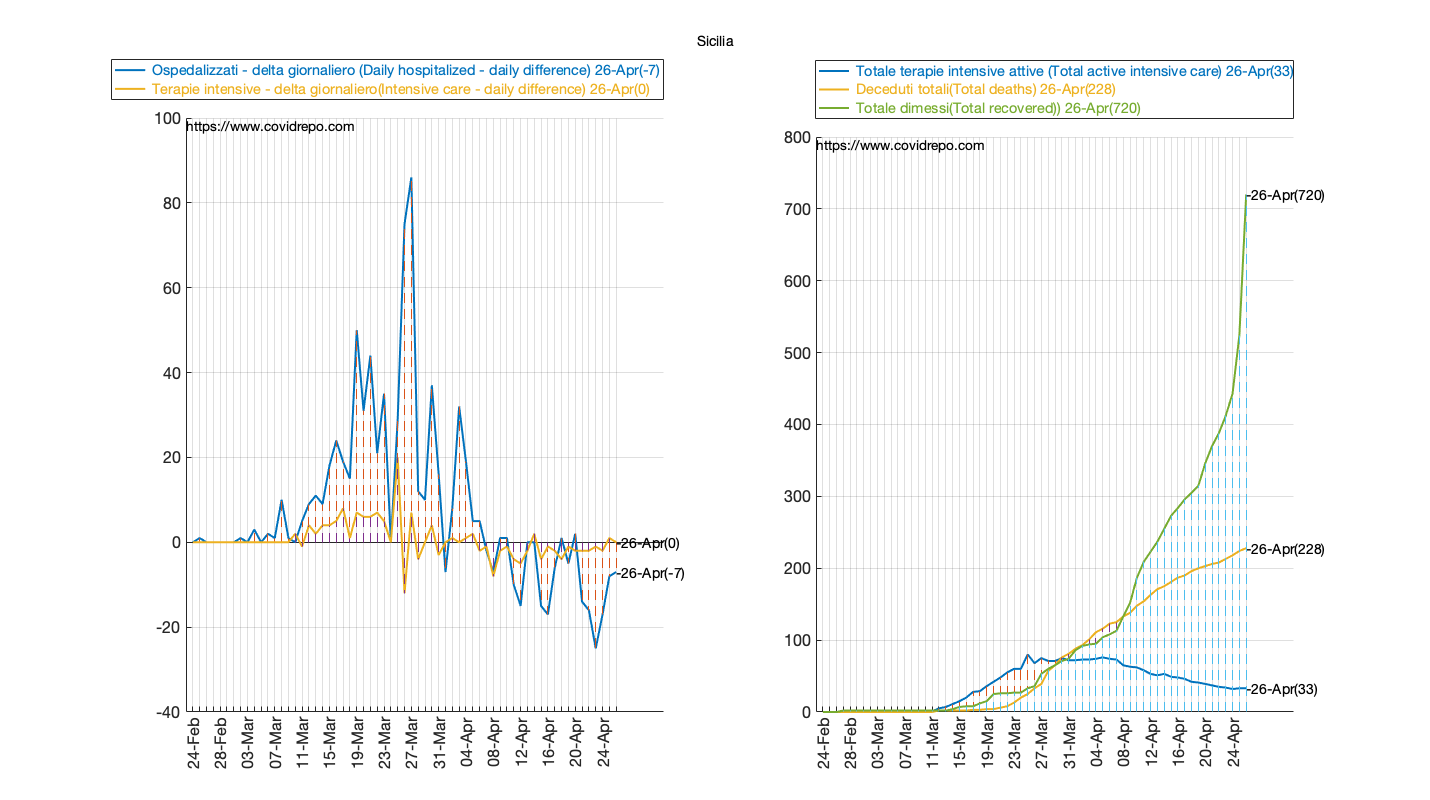 Sicilia
Ospedalizzati - delta giornaliero (Daily hospitalized - daily difference) 26-Apr(-7)
Terapie intensive - delta giornaliero(Intensive care - daily difference) 26-Apr(0)
https://www.covidrepo.com
100
80
60
40
20
0
-20
-40
-26-Apr(0)
-26-Apr(-7)
24-Feb
28-Feb
03-Mar
07-Mar
11-Mar
15-Mar
19-Mar
23-Mar
27-Mar
31-Mar
04-Apr
08-Apr
12-Apr
16-Apr
20-Apr
24-Apr
Totale terapie intensive attive (Total active intensive care) 26-Apr(33)
Deceduti totali(Total deaths) 26-Apr(228)
Totale dimessi(Total recovered)) 26-Apr(720)
https://www.covidrepo.com
800
700
600
500
400
300
200
100
0
-26-Apr(720)
-26-Apr(228)
-26-Apr(33)
24-Feb
28-Feb
03-Mar
07-Mar
11-Mar
15-Mar
19-Mar
23-Mar
27-Mar
31-Mar
04-Apr
08-Apr
12-Apr
16-Apr
20-Apr
24-Apr